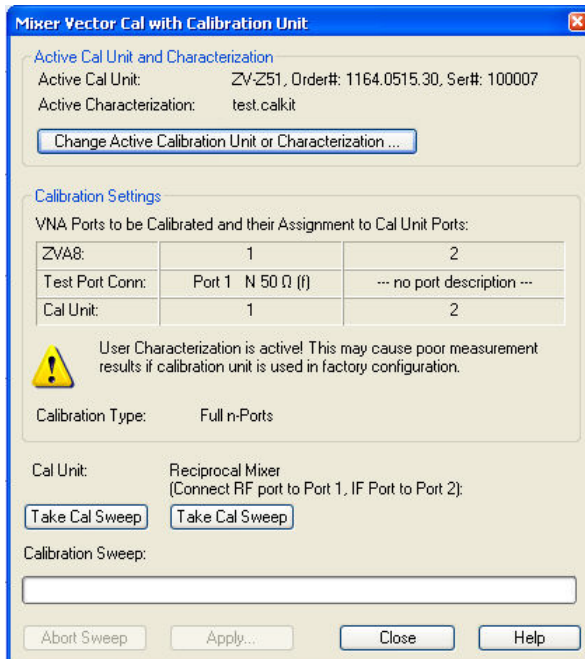 Mixer Vector Cal with Calibration Unit
Active Cal Unit and Characterization
Active Cal Unit: ZV-Z51, Order#: 1164.0515.30, Ser#: 100007
Active Characterization: test.calkit
Change Active Calibration Unit or Characterization ...
Calibration Settings
VNA Ports to be Calibrated and their Assignment to Cal Unit Ports:
ZVA8: 1 2
Test Port Conn: Port 1 N 50 Ω (f) --- no port description ---
Cal Unit: 1 2
User Characterization is active! This may cause poor measurement
results if calibration unit is used in factory configuration.
Calibration Type: Full n-Ports
Cal Unit: Reciprocal Mixer
(Connect RF port to Port 1, IF Port to Port 2):
Take Cal Sweep Take Cal Sweep
Calibration Sweep:
Abort Sweep Apply... Close Help